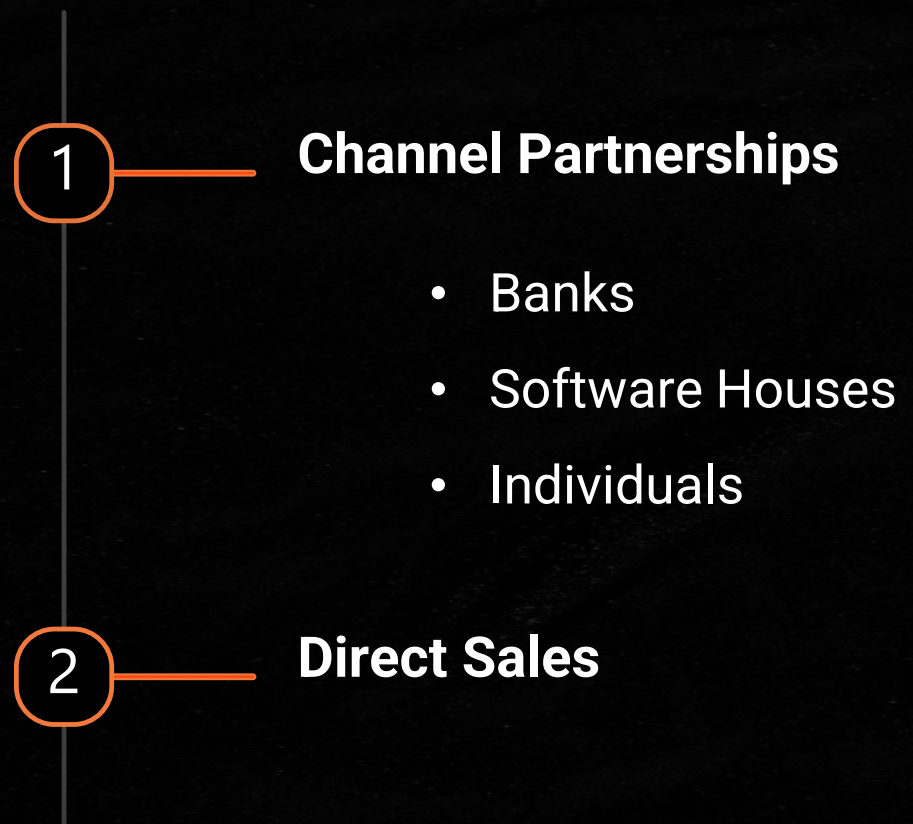 1
Channel Partnerships
• Banks
• Software Houses
• Individuals
2
Direct Sales